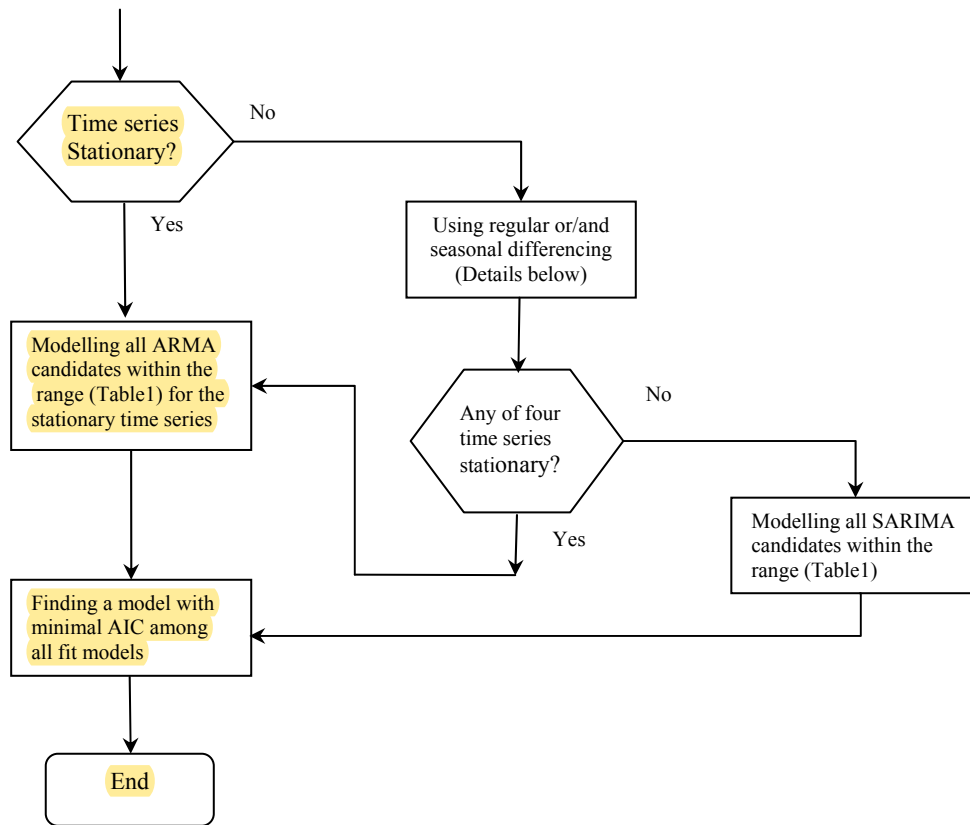 Time series
Stationary?
No
Yes
Using regular or/and
seasonal differencing
(Details below)
Modelling all ARMA
candidates within the
range (Table1) for the
stationary time series
Any of four
time series
stationary?
No
Yes
Modelling all SARIMA
candidates within the
range (Table1)
Finding a model with
minimal AIC among
all fit models
End